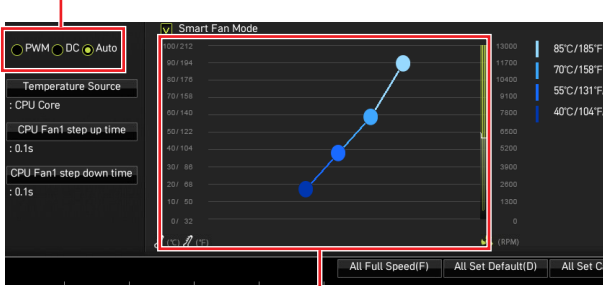 Smart Fan Mode
PWM DC Auto
Temperature Source
: CPU Core
CPU Fan1 step up time
: 0.1s
CPU Fan1 step down time
: 0.1s
100/212
90/194
80/176
70/158
60/140
50/122
40/104
30/ 86
20/ 68
10/ 50
0/ 32
(℃) (℉)
13000
11700
10400
9100
7800
6500
5200
3900
2600
1300
0
(RPM)
85℃/185℉
70℃/158℉
55℃/131℉
40℃/104℉
All Full Speed(F) All Set Default(D) All Set C